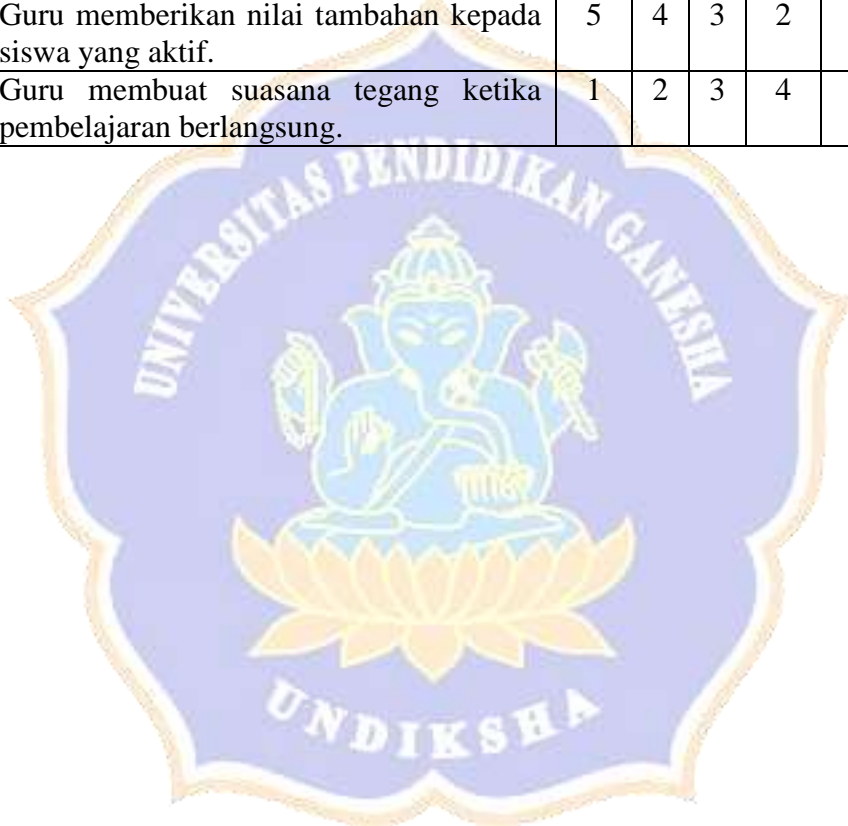 Guru memberikan nilai tambahan kepada 5 4 3 2
siswa yang aktif.
Guru membuat suasana tegang ketika 1 2 3 4
pembelajaran berlangsung.
UNIVERSITAS PENDIDIKAN GANESHA
UNDIKSHA